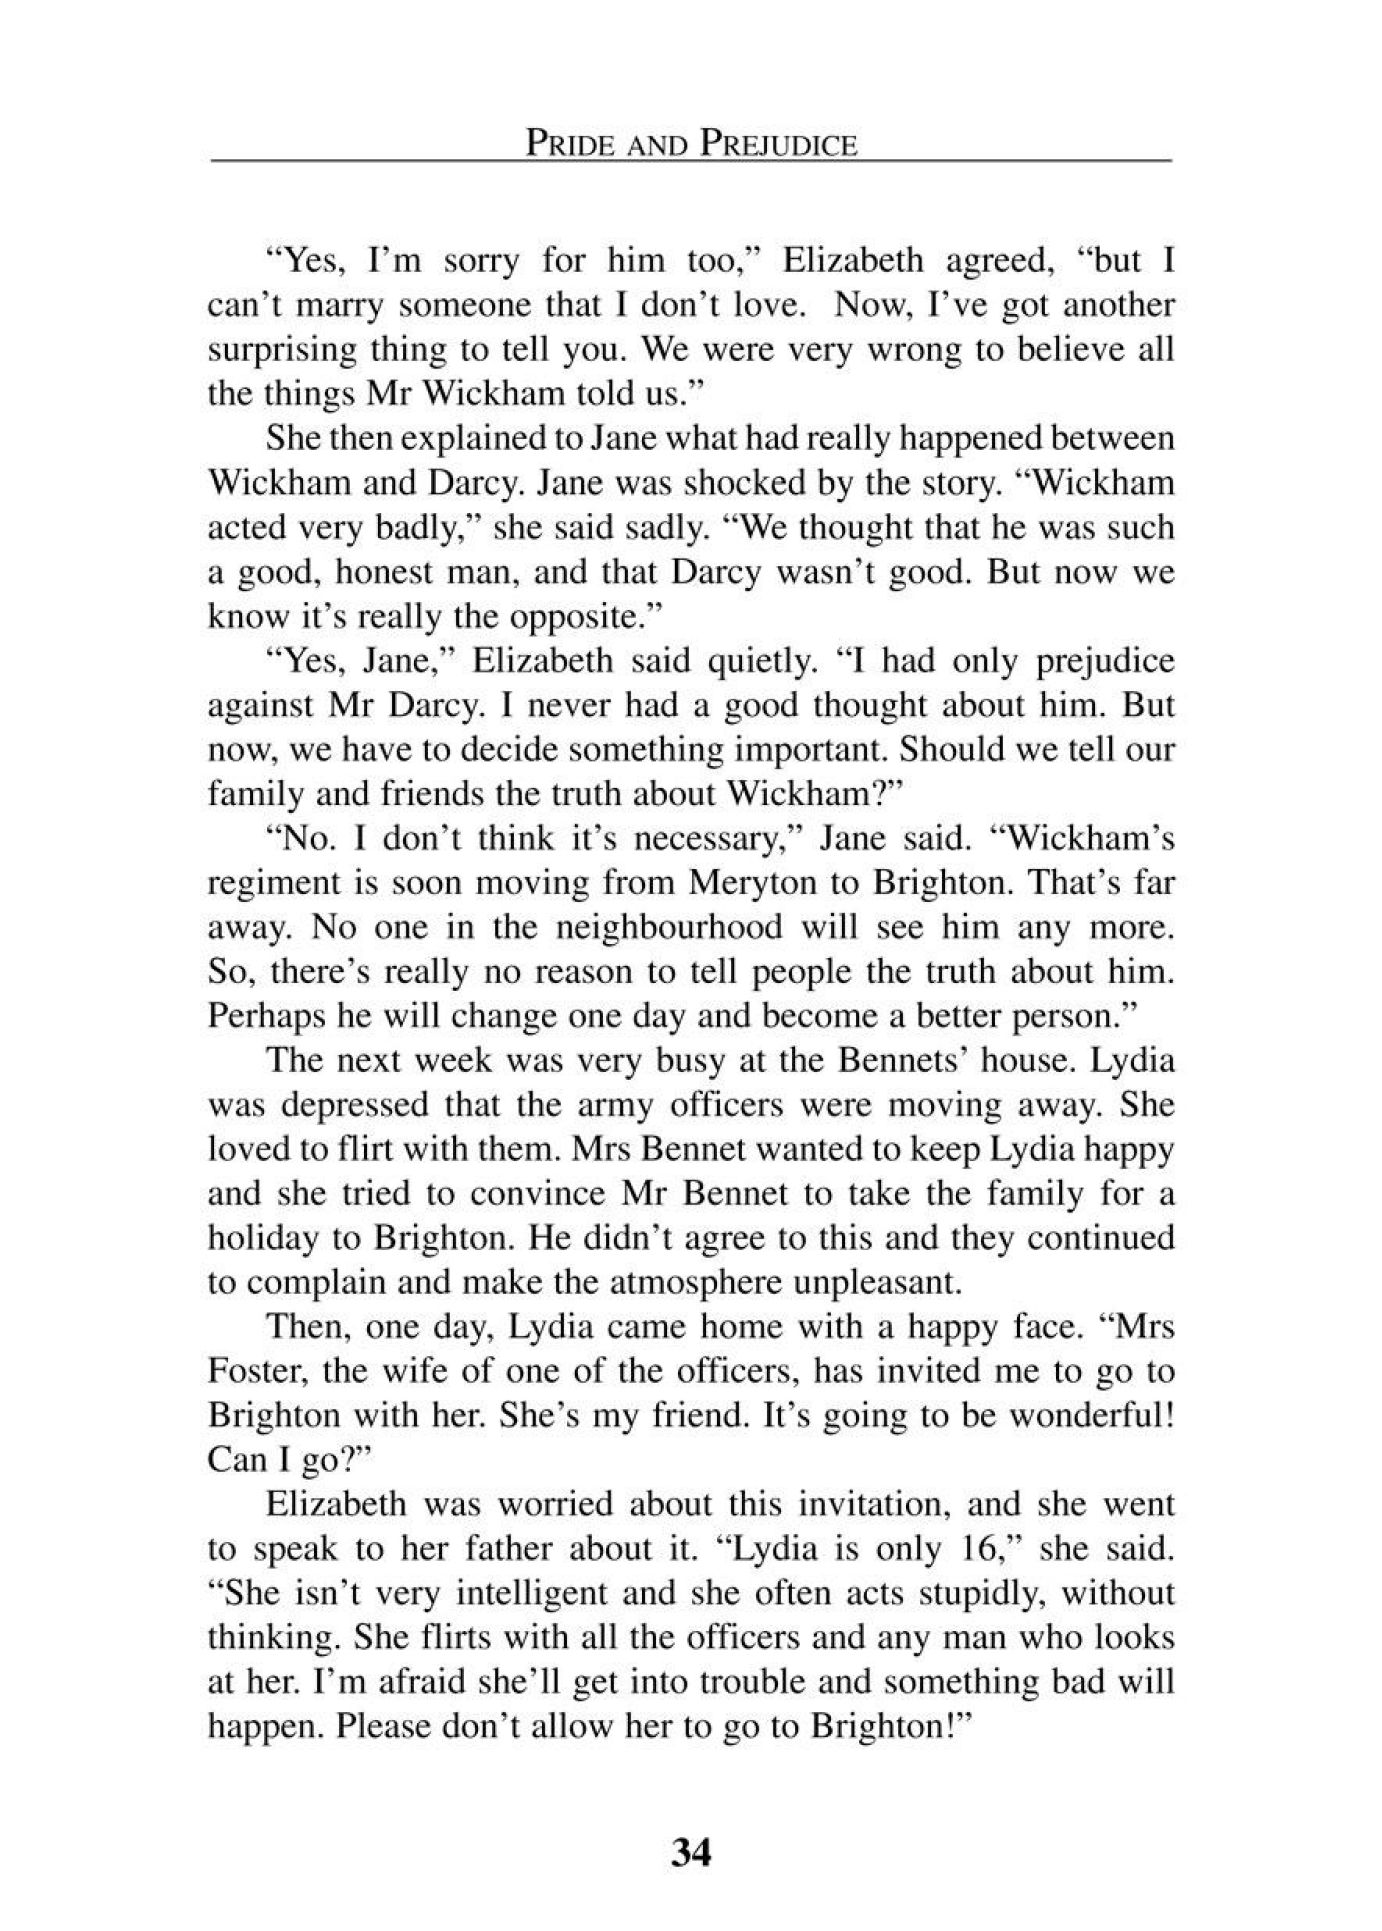 PRIDE AND PREJUDICE
“Yes, I’m sorry for him too,” Elizabeth agreed, “but I
can’t marry someone that I don’t love. Now, I’ve got another
surprising thing to tell you. We were very wrong to believe all
the things Mr Wickham told us.”
She then explained to Jane what had really happened between
Wickham and Darcy. Jane was shocked by the story. “Wickham
acted very badly,” she said sadly. “We thought that he was such
a good, honest man, and that Darcy wasn’t good. But now we
know it’s really the opposite.”
“Yes, Jane,” Elizabeth said quietly. “I had only prejudice
against Mr Darcy. I never had a good thought about him. But
now, we have to decide something important. Should we tell our
family and friends the truth about Wickham?”
“No. I don’t think it’s necessary,” Jane said. “Wickham’s
regiment is soon moving from Meryton to Brighton. That’s far
away. No one in the neighbourhood will see him any more.
So, there’s really no reason to tell people the truth about him.
Perhaps he will change one day and become a better person.”
The next week was very busy at the Bennets’ house. Lydia
was depressed that the army officers were moving away. She
loved to flirt with them. Mrs Bennet wanted to keep Lydia happy
and she tried to convince Mr Bennet to take the family for a
holiday to Brighton. He didn’t agree to this and they continued
to complain and make the atmosphere unpleasant.
Then, one day, Lydia came home with a happy face. “Mrs
Foster, the wife of one of the officers, has invited me to go to
Brighton with her. She’s my friend. It’s going to be wonderful!
Can I go?”
Elizabeth was worried about this invitation, and she went
to speak to her father about it. “Lydia is only 16,” she said.
“She isn’t very intelligent and she often acts stupidly, without
thinking. She flirts with all the officers and any man who looks
at her. I’m afraid she’ll get into trouble and something bad will
happen. Please don’t allow her to go to Brighton!”
34